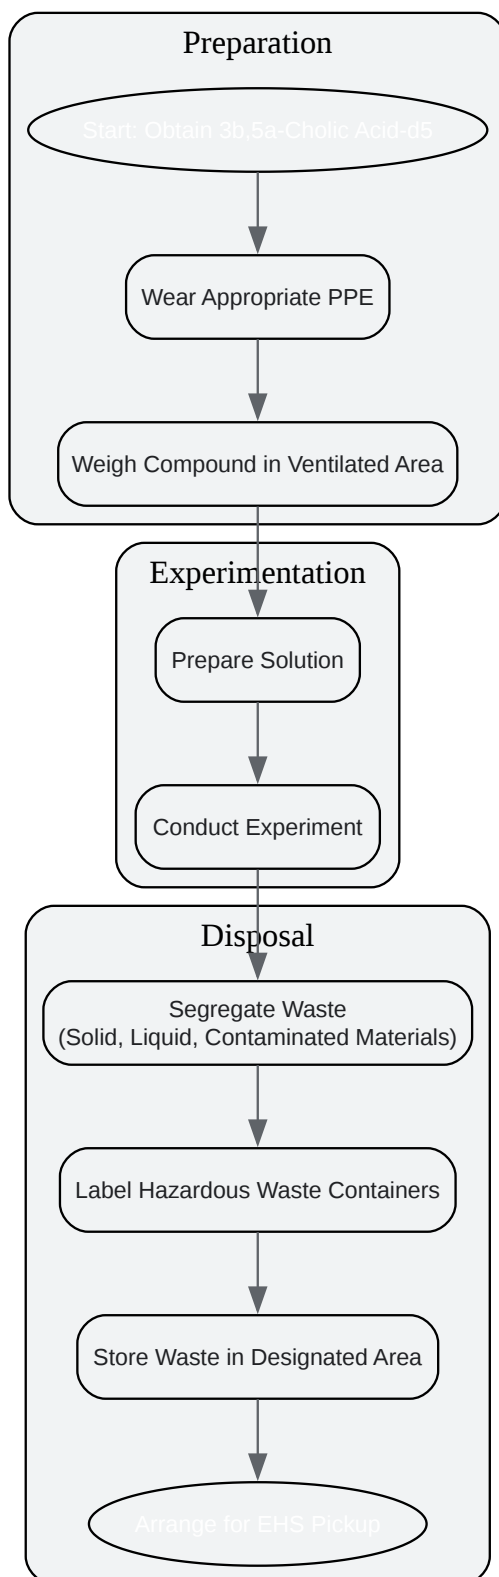 Preparation
Start: Obtain 3b,5a-Cholic Acid-d5
Wear Appropriate PPE
Weigh Compound in Ventilated Area
Experimentation
Prepare Solution
Conduct Experiment
Disposal
Segregate Waste
(Solid, Liquid, Contaminated Materials)
Label Hazardous Waste Containers
Store Waste in Designated Area
Arrange for EHS Pickup